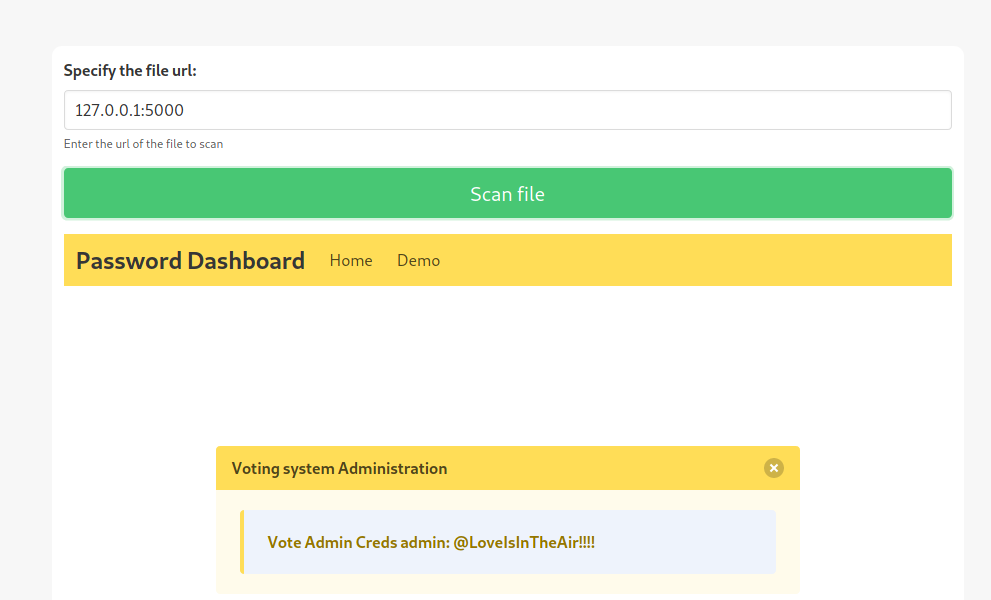 Specify the file url:
127.0.0.1:5000
Enter the url of the file to scan
Scan file
Password Dashboard Home Demo
Voting system Administration
Vote Admin Creds admin: @LoveIsInTheAir!!!!